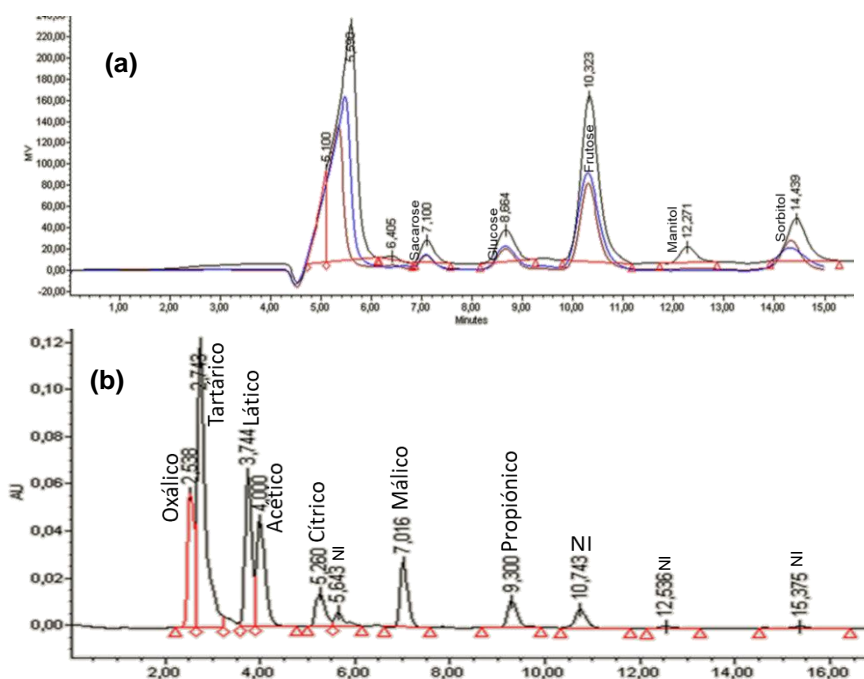 (a)
MV
240,00
220,00
200,00
180,00
160,00
140,00
120,00
100,00
80,00
60,00
40,00
20,00
0,00
-20,00
5,100
5,590
6,405
Sacarose
7,100
Glucose
8,664
10,323
Frutose
Manitol
12,271
Sorbitol
14,439
1,00 2,00 3,00 4,00 5,00 6,00 7,00 8,00 9,00 10,00 11,00 12,00 13,00 14,00 15,00
Minutes
(b)
AU
0,12
0,10
0,08
0,06
0,04
0,02
0,00
Oxálico
2,538
2,743
Tartárico
3,744 Lático
4,000
Acético
5,260 Cítrico
5,643 NI
7,016 Málico
9,300 Propiónico
10,743 NI
12,536 NI
15,375 NI
2,00 4,00 6,00 8,00 10,00 12,00 14,00 16,00